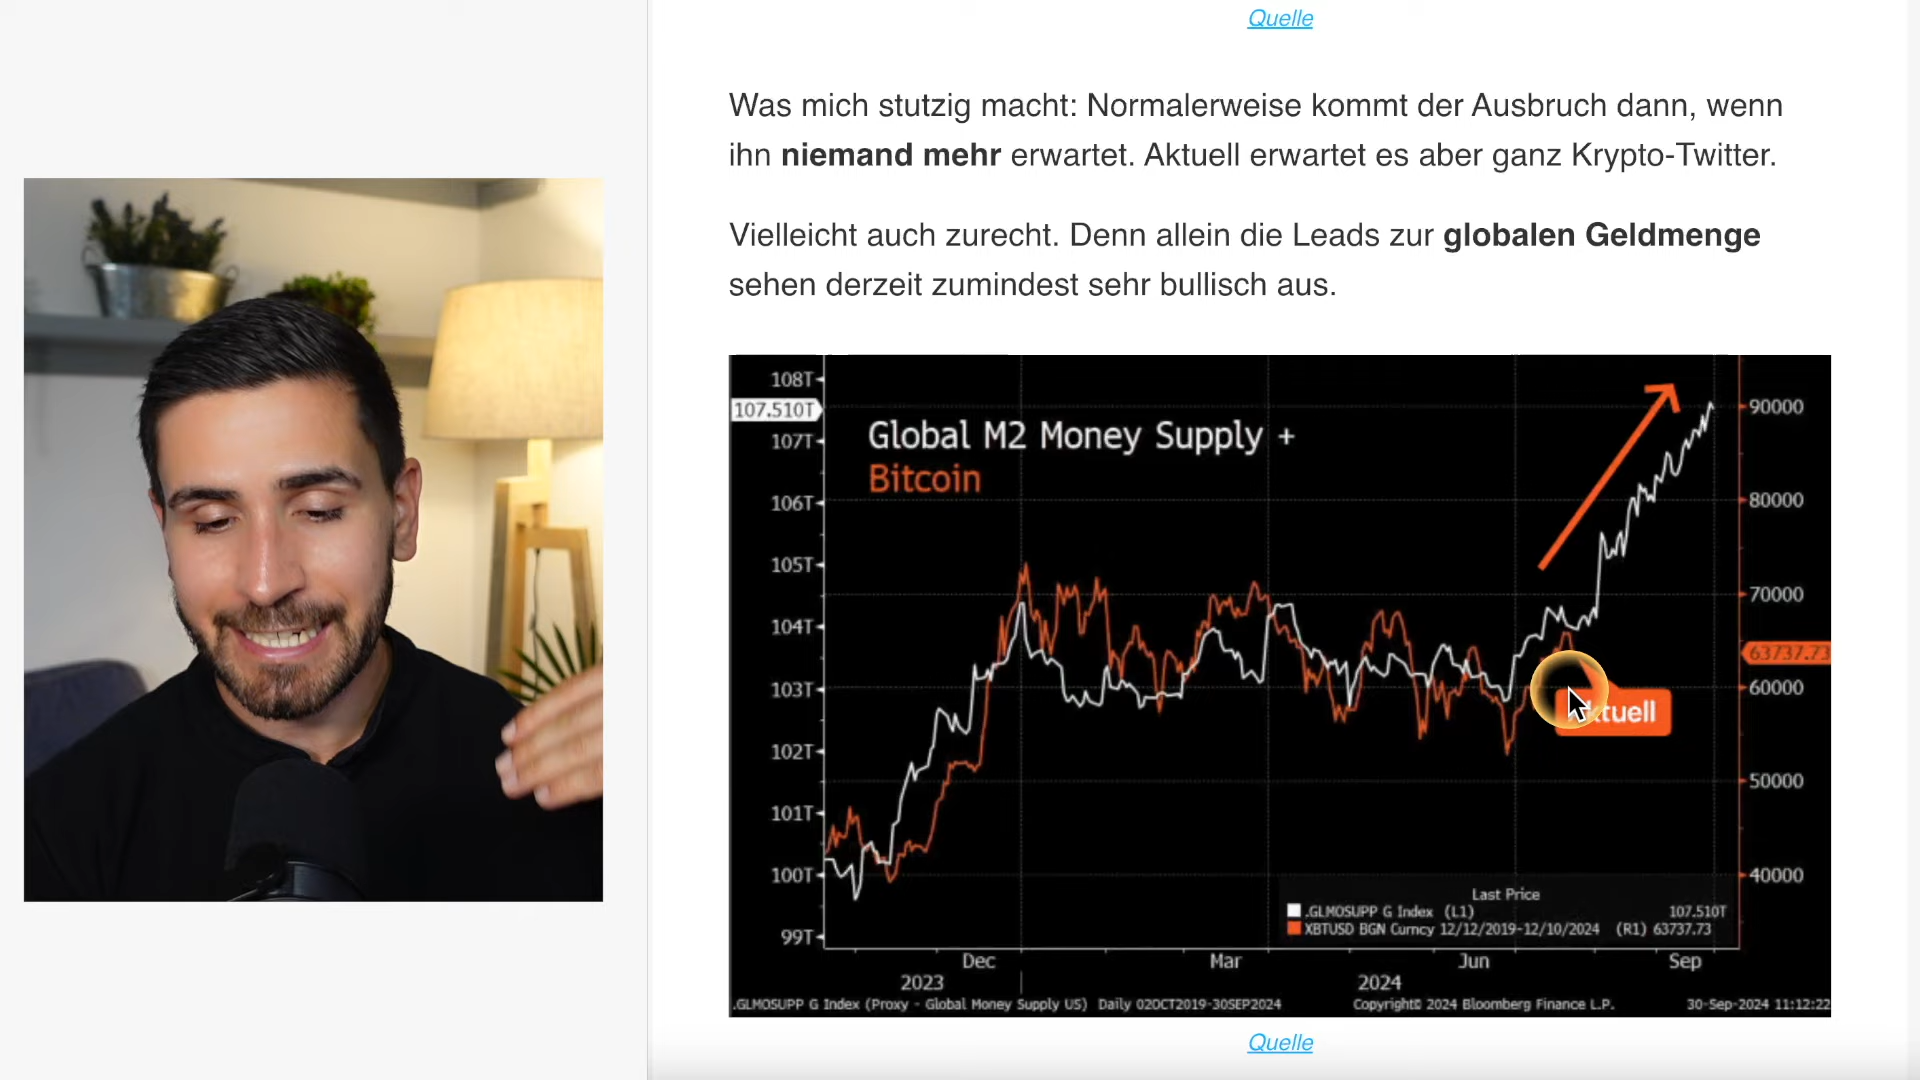 Quelle
Was mich stutzig macht: Normalerweise kommt der Ausbruch dann, wenn
ihn niemand mehr erwartet. Aktuell erwartet es aber ganz Krypto-Twitter.
Vielleicht auch zurecht. Denn allein die Leads zur globalen Geldmenge
sehen derzeit zumindest sehr bullisch aus.
108T
107.510T
107T
106T
105T
104T
103T
102T
101T
100T
99T
Global M2 Money Supply +
Bitcoin
90000
80000
70000
63737.73
60000
50000
40000
Last Price
.GLMOSUPP G Index (L1) 107.510T
XBTUSD BGN Curncy 12/12/2019-12/10/2024 (R1) 63737.73
Dec Mar Jun Sep
2023 2024
.GLMOSUPP G Index (Proxy - Global Money Supply US) Daily 02OCT2019-30SEP2024 Copyright© 2024 Bloomberg Finance L.P. 30-Sep-2024 11:12:22
Quelle